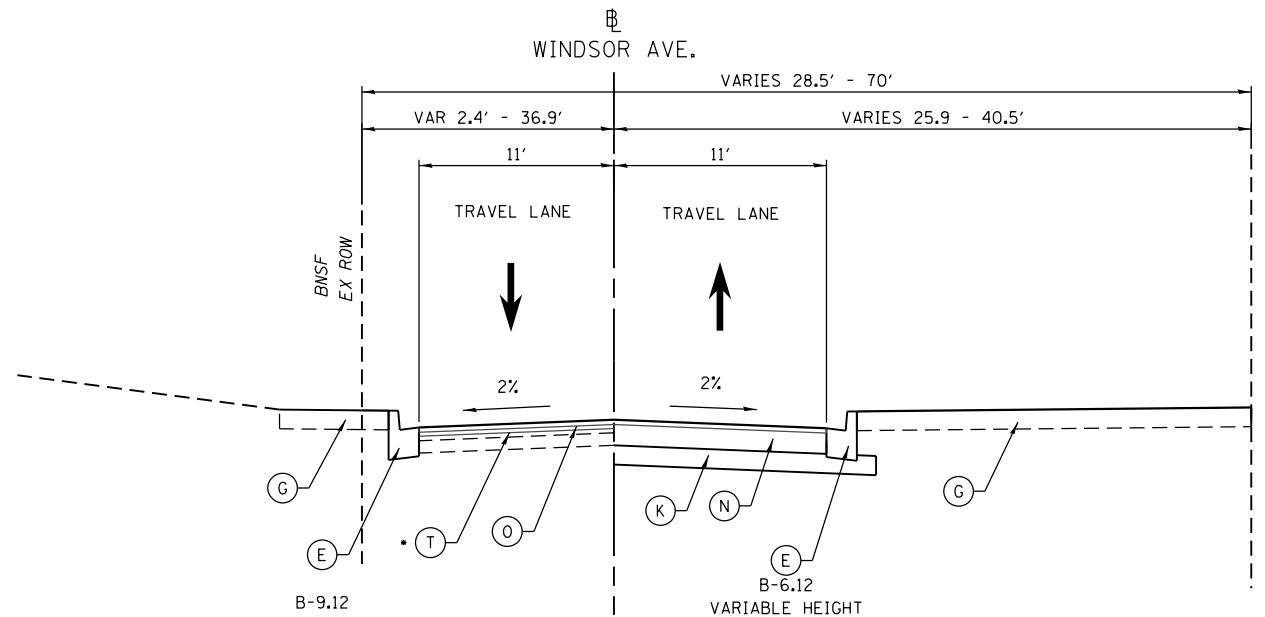 ℄
WINDSOR AVE.
VARIES 28.5' - 70'
VAR 2.4' - 36.9'
VARIES 25.9 - 40.5'
11'
11'
TRAVEL LANE
TRAVEL LANE
BNSF
EX ROW
2%
2%
G
E
* T
O
K
N
E
G
B-9.12
B-6.12
VARIABLE HEIGHT